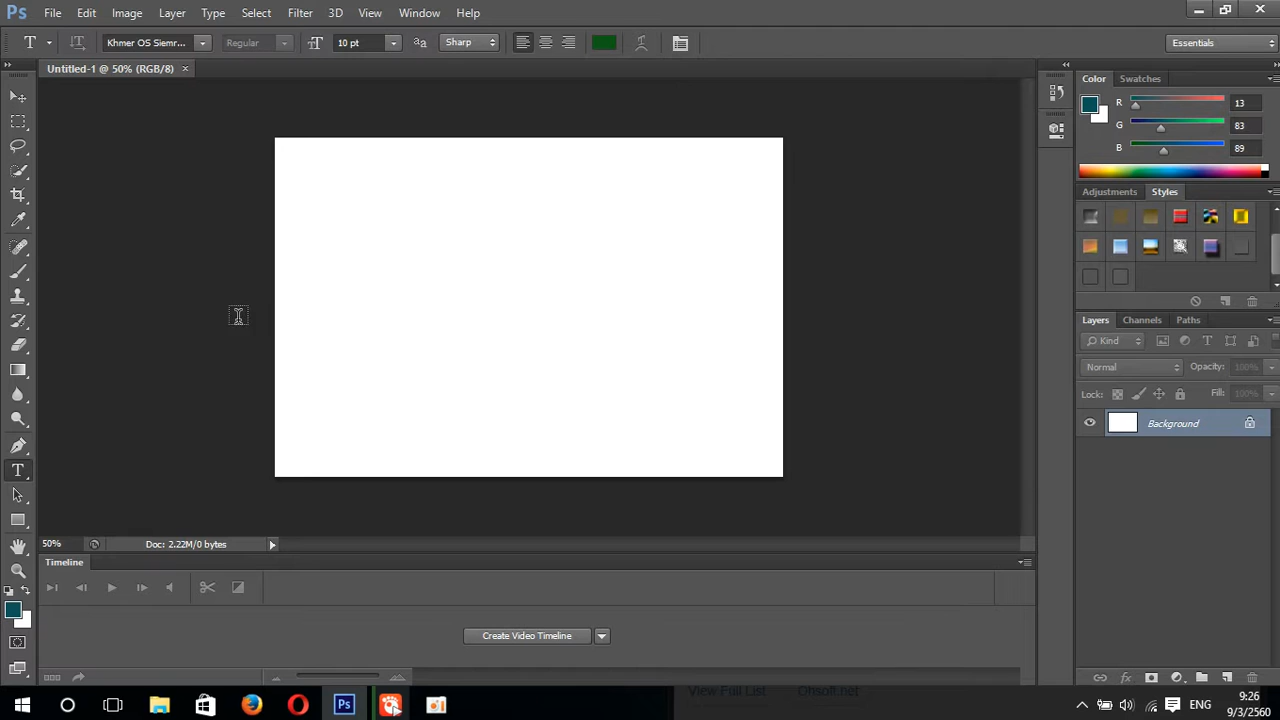 Ps File Edit Image Layer Type Select Filter 3D View Window Help
T Khmer OS Siemr... Regular 10 pt aa Sharp Essentials
Untitled-1 @ 50% (RGB/8) ×
Color Swatches
R 13
G 83
B 89
Adjustments Styles
Layers Channels Paths
Kind
Normal Opacity: 100%
Lock: Fill: 100%
Background
50% Doc: 2.22M/0 bytes
Timeline
Create Video Timeline
View Full List Ohsoft.net
Ps ENG 9:26
9/3/2560